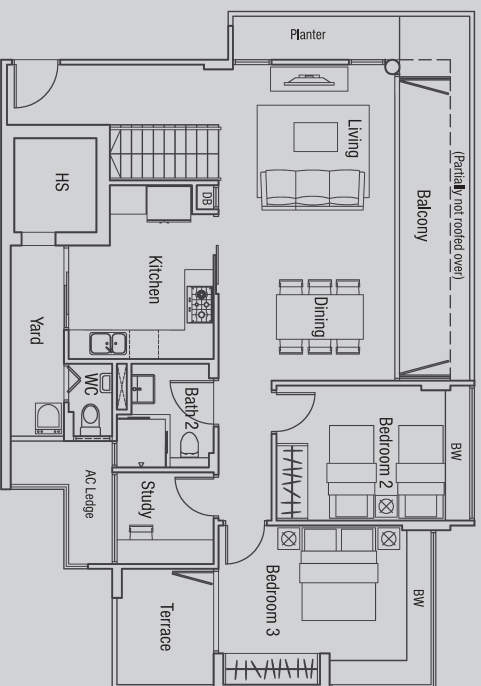 Planter
Living
(Partially not roofed over)
Balcony
HS
DB
Kitchen
Dining
Yard
WC
Bath 2
Bedroom 2
BW
AC Ledge
Study
Bedroom 3
BW
Terrace